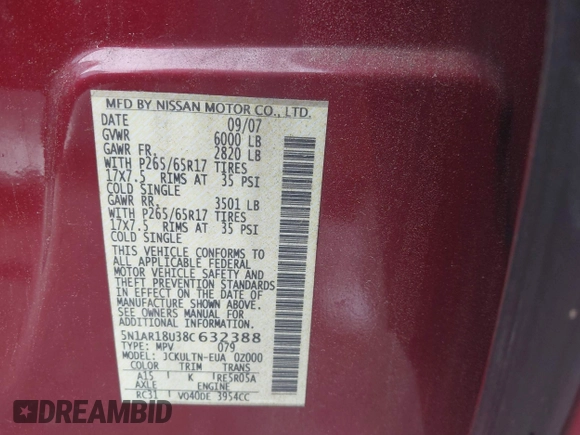 MFD BY NISSAN MOTOR CO., LTD.
DATE 09/07
GVWR 6000 LB
GAWR FR. 2820 LB
WITH P265/65R17 TIRES
17X7.5 RIMS AT 35 PSI
COLD SINGLE
GAWR RR. 3501 LB
WITH P265/65R17 TIRES
17X7.5 RIMS AT 35 PSI
COLD SINGLE
THIS VEHICLE CONFORMS TO
ALL APPLICABLE FEDERAL
MOTOR VEHICLE SAFETY AND
THEFT PREVENTION STANDARDS
IN EFFECT ON THE DATE OF
MANUFACTURE SHOWN ABOVE.
SEE OWNERS MANUAL FOR
ADDITIONAL INFORMATION.
5N1AR18U38C632388
TYPE: MPV 079
MODEL: JCKULTN-EUA 02000
COLOR TRIM TRANS
A15 K RE5R05A
AXLE ENGINE
RC31 VQ40DE 3954CC
DREAMBID